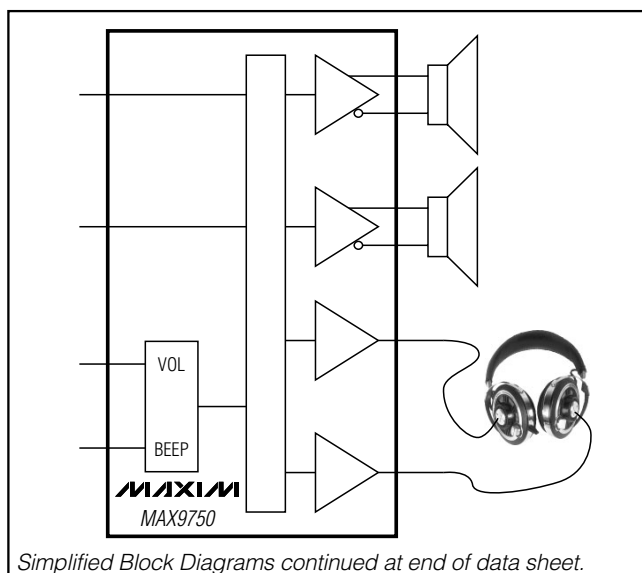 VOL
BEEP
MAXIM
MAX9750
Simplified Block Diagrams continued at end of data sheet.